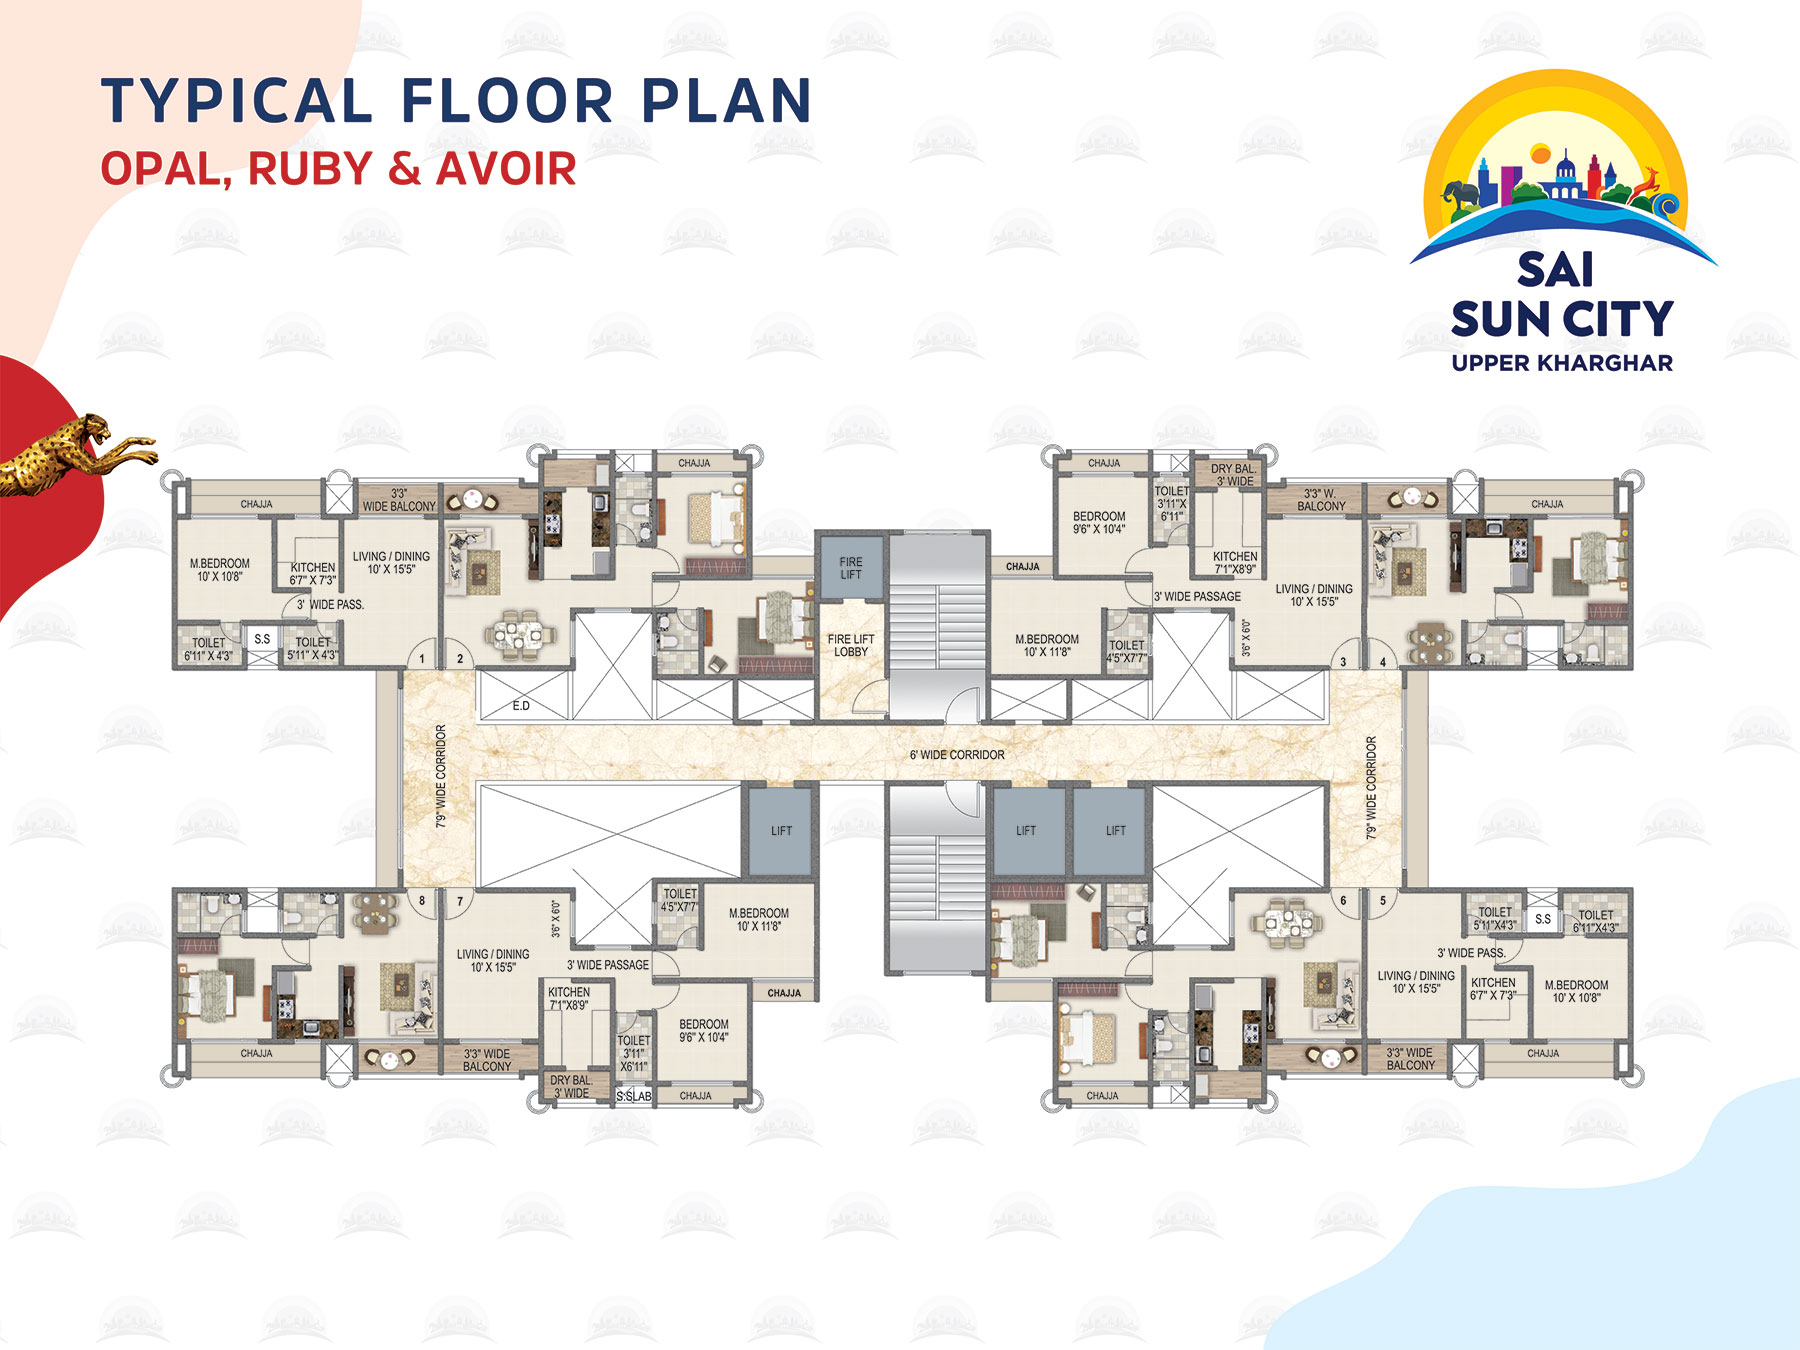 TYPICAL FLOOR PLAN
OPAL, RUBY & AVOIR
SAI
SUN CITY
UPPER KHARGHAR
CHAJJA
3'3"
WIDE BALCONY
M.BEDROOM
10' X 10'8"
KITCHEN
6'7" X 7'3"
LIVING / DINING
10' X 15'5"
3' WIDE PASS.
TOILET
6'11" X 4'3"
S.S
TOILET
5'11" X 4'3"
1
2
CHAJJA
FIRE
LIFT
FIRE LIFT
LOBBY
E.D
CHAJJA
DRY BAL.
3' WIDE
BEDROOM
9'6" X 10'4"
TOILET
3'11"X
6'11"
KITCHEN
7'1"X8'9"
3'3" W.
BALCONY
CHAJJA
3' WIDE PASSAGE
LIVING / DINING
10' X 15'5"
M.BEDROOM
10' X 11'8"
TOILET
4'5"X7'7"
3'6" X 6'0"
3
4
CHAJJA
7'9" WIDE CORRIDOR
6' WIDE CORRIDOR
7'9" WIDE CORRIDOR
LIFT
LIFT
LIFT
8
7
3'6" X 6'0"
TOILET
4'5"X7'7"
M.BEDROOM
10' X 11'8"
LIVING / DINING
10' X 15'5"
3' WIDE PASSAGE
KITCHEN
7'1"X8'9"
CHAJJA
BEDROOM
9'6" X 10'4"
TOILET
3'11"
X6'11"
CHAJJA
3'3" WIDE
BALCONY
DRY BAL.
3' WIDE
S.SLAB
CHAJJA
6
5
TOILET
5'11"X4'3"
S.S
TOILET
6'11"X4'3"
3' WIDE PASS.
LIVING / DINING
10' X 15'5"
KITCHEN
6'7" X 7'3"
M.BEDROOM
10' X 10'8"
3'3" WIDE
BALCONY
CHAJJA
CHAJJA